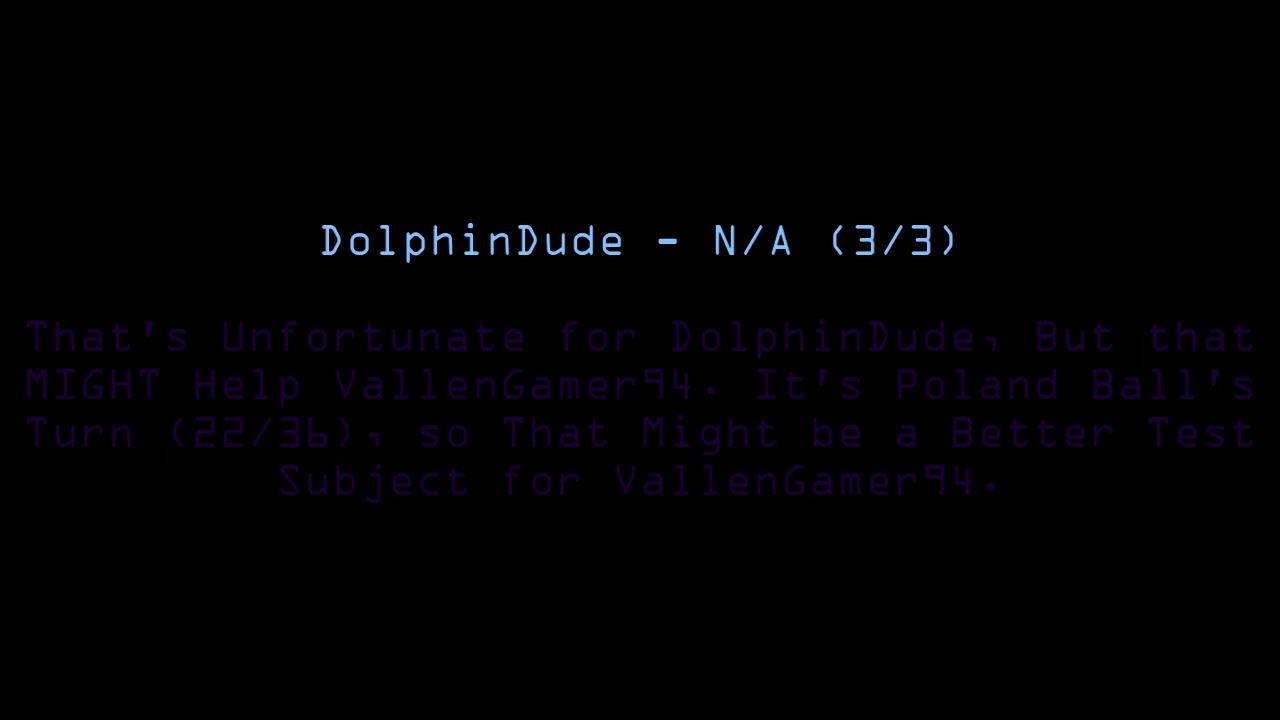 DolphinDude - N/A (3/3)
That's Unfortunate for DolphinDude, But that
MIGHT Help VallenGamer94. It's Poland Ball's
Turn (22/36), so That Might be a Better Test
Subject for VallenGamer94.